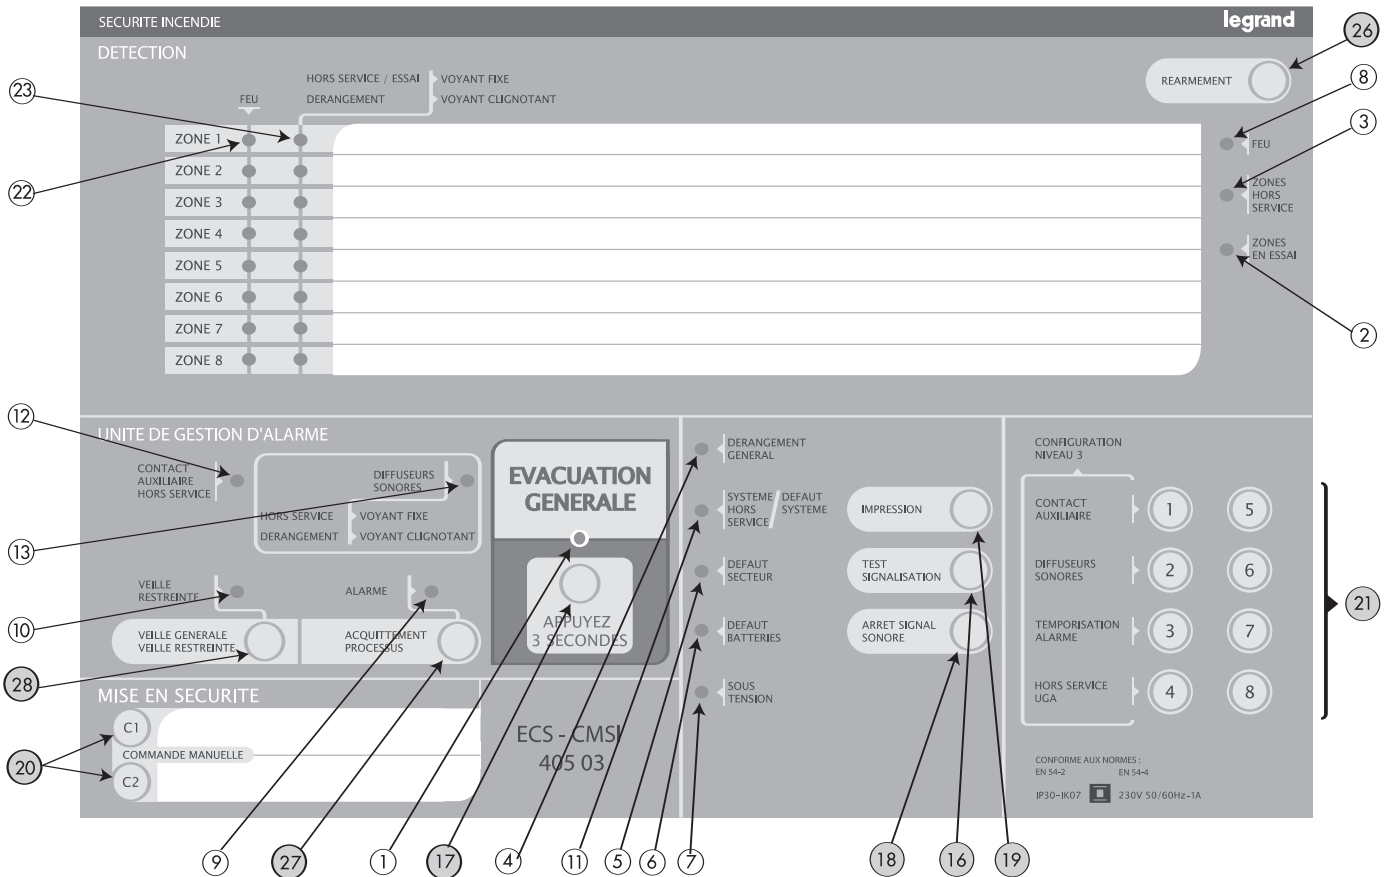 SECURITE INCENDIE
legrand
26
DETECTION
HORS SERVICE / ESSAI
VOYANT FIXE
DERANGEMENT
VOYANT CLIGNOTANT
REARMEMENT
23
FEU
8
3
ZONE 1
FEU
22
ZONE 2
ZONES
HORS
SERVICE
ZONE 3
ZONE 4
ZONES
EN ESSAI
ZONE 5
ZONE 6
ZONE 7
2
ZONE 8
12
UNITE DE GESTION D'ALARME
CONTACT
AUXILIAIRE
HORS SERVICE
DIFFUSEURS
SONORES
HORS SERVICE
VOYANT FIXE
DERANGEMENT
VOYANT CLIGNOTANT
13
VEILLE
RESTREINTE
ALARME
10
VEILLE GENERALE
VEILLE RESTREINTE
ACQUITTEMENT
PROCESSUS
28
EVACUATION
GENERALE
APPUYEZ
3 SECONDES
DERANGEMENT
GENERAL
SYSTEME
HORS
SERVICE
DEFAUT
SYSTEME
DEFAUT
SECTEUR
DEFAUT
BATTERIES
SOUS
TENSION
IMPRESSION
TEST
SIGNALISATION
ARRET SIGNAL
SONORE
CONFIGURATION
NIVEAU 3
CONTACT
AUXILIAIRE
1
5
DIFFUSEURS
SONORES
2
6
21
TEMPORISATION
ALARME
3
7
HORS SERVICE
UGA
4
8
MISE EN SECURITE
C1
20
COMMANDE MANUELLE
C2
ECS - CMSI
405 03
CONFORME AUX NORMES :
EN 54-2
EN 54-4
IP30-IK07
230V 50/60Hz-1A
9
27
1
17
4
11
5
6
7
18
16
19